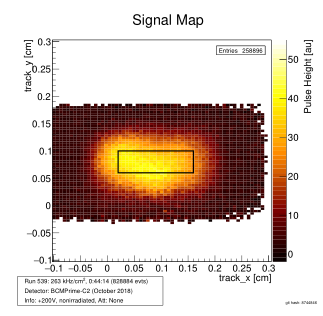 Signal Map
track_y [cm]
0.3
0.25
0.2
0.15
0.1
0.05
0
−0.05
−0.1
Entries 258896
50
40
30
20
10
0
Pulse Height [au]
−0.1 −0.05 0 0.05 0.1 0.15 0.2 0.25 0.3
track_x [cm]
Run 539: 263 kHz/cm², 0:44:14 (828884 evts)
Detector: BCMPrime-C2 (October 2018)
Info: +200V, nonirradiated, Att: None